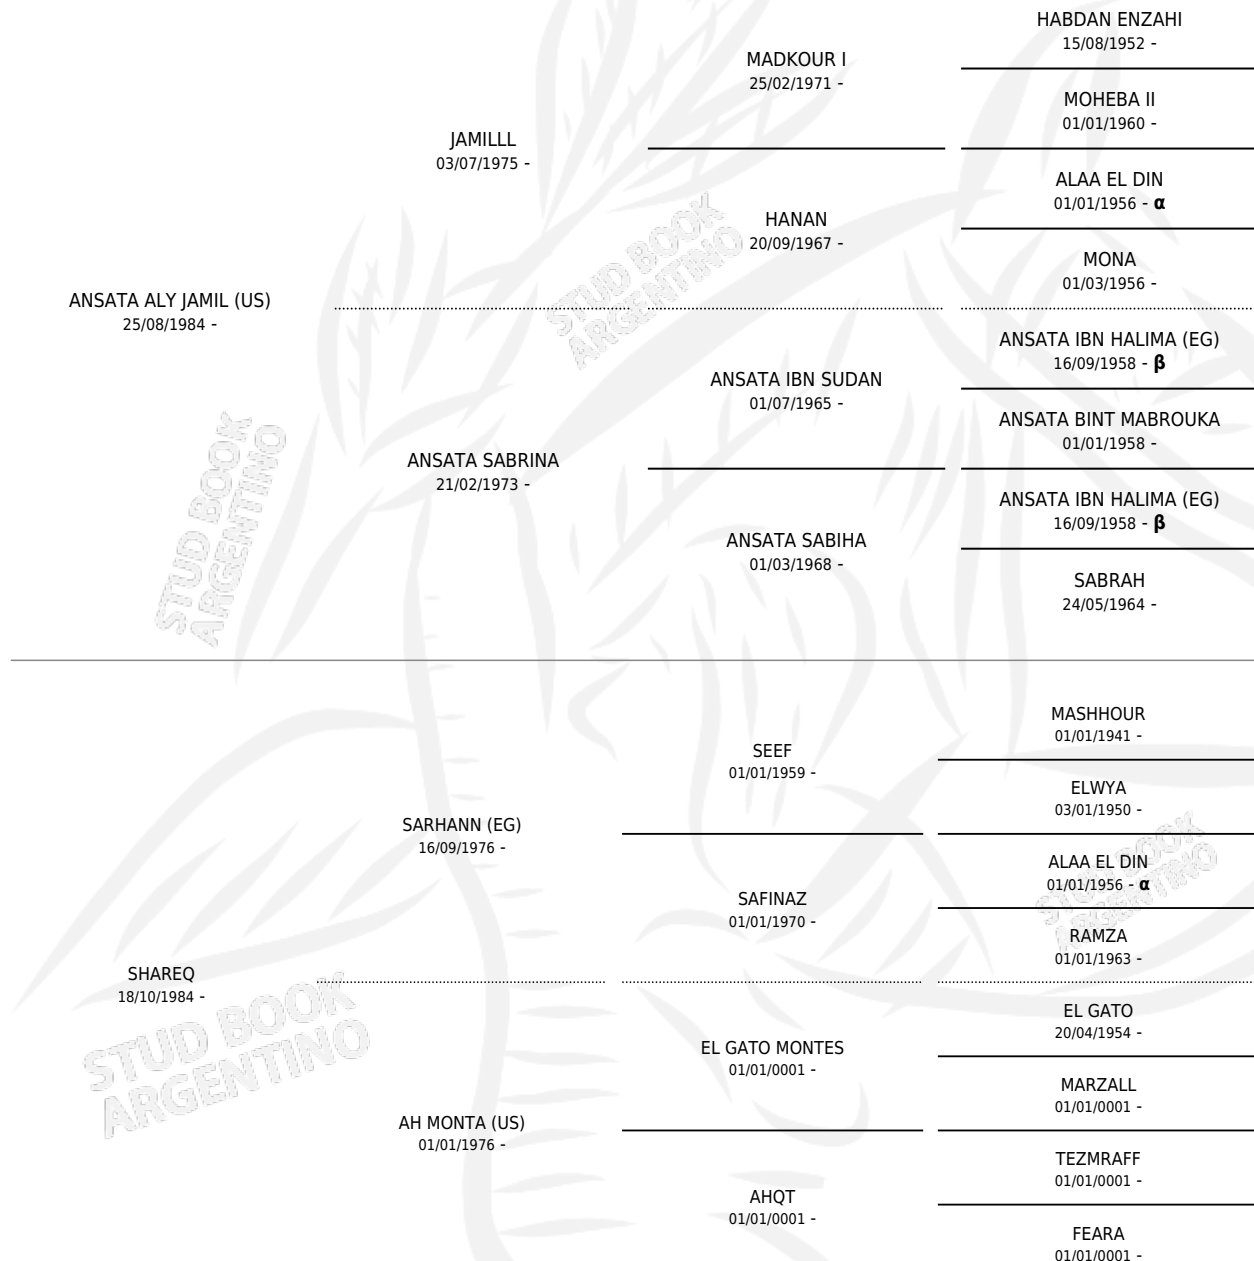 HABDAN ENZAHI
15/08/1952 -
MADKOUR I
25/02/1971 -
MOHEBA II
01/01/1960 -
JAMILLL
03/07/1975 -
ALAA EL DIN
01/01/1956 - α
HANAN
20/09/1967 -
MONA
01/03/1956 -
ANSATA ALY JAMIL (US)
25/08/1984 -
STUD BOOK
ARGENTINO
ANSATA IBN HALIMA (EG)
16/09/1958 - β
ANSATA IBN SUDAN
01/07/1965 -
ANSATA BINT MABROUKA
01/01/1958 -
ANSATA SABRINA
21/02/1973 -
ANSATA IBN HALIMA (EG)
16/09/1958 - β
ANSATA SABIHA
01/03/1968 -
SABRAH
24/05/1964 -
STUD BOOK
ARGENTINO
MASHHOUR
01/01/1941 -
SEEF
01/01/1959 -
ELWYA
03/01/1950 -
SARHANN (EG)
16/09/1976 -
ALAA EL DIN
01/01/1956 - α
SAFINAZ
01/01/1970 -
RAMZA
01/01/1963 -
STUD BOOK
ARGENTINO
SHAREQ
18/10/1984 -
EL GATO
20/04/1954 -
EL GATO MONTES
01/01/0001 -
MARZALL
01/01/0001 -
AH MONTA (US)
01/01/1976 -
TEZMRAFF
01/01/0001 -
AHQT
01/01/0001 -
FEARA
01/01/0001 -
STUD BOOK
ARGENTINO